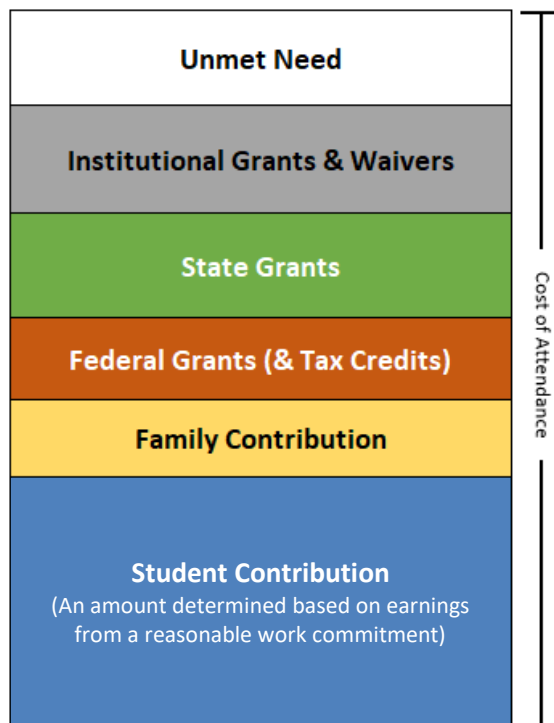 Unmet Need
Institutional Grants & Waivers
State Grants
Federal Grants (& Tax Credits)
Family Contribution
Student Contribution
(An amount determined based on earnings
from a reasonable work commitment)
Cost of Attendance